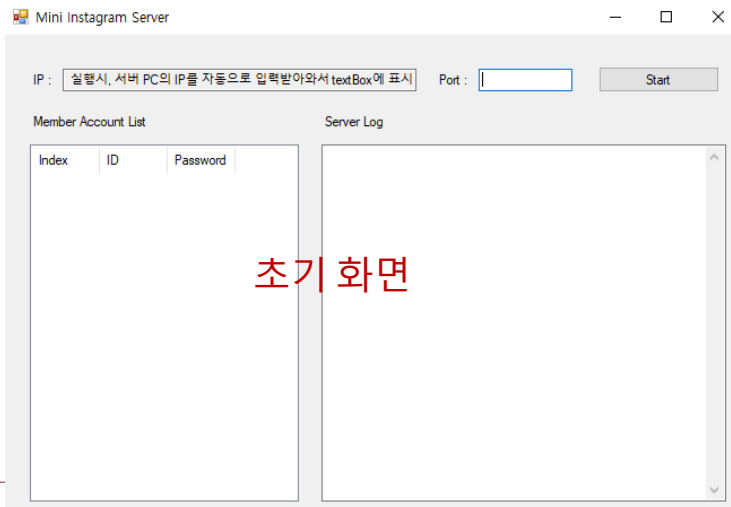 Mini Instagram Server
IP : 실행시, 서버 PC의 IP를 자동으로 입력받아와서 textBox에 표시 Port : Start
Member Account List Server Log
Index ID Password
초기 화면